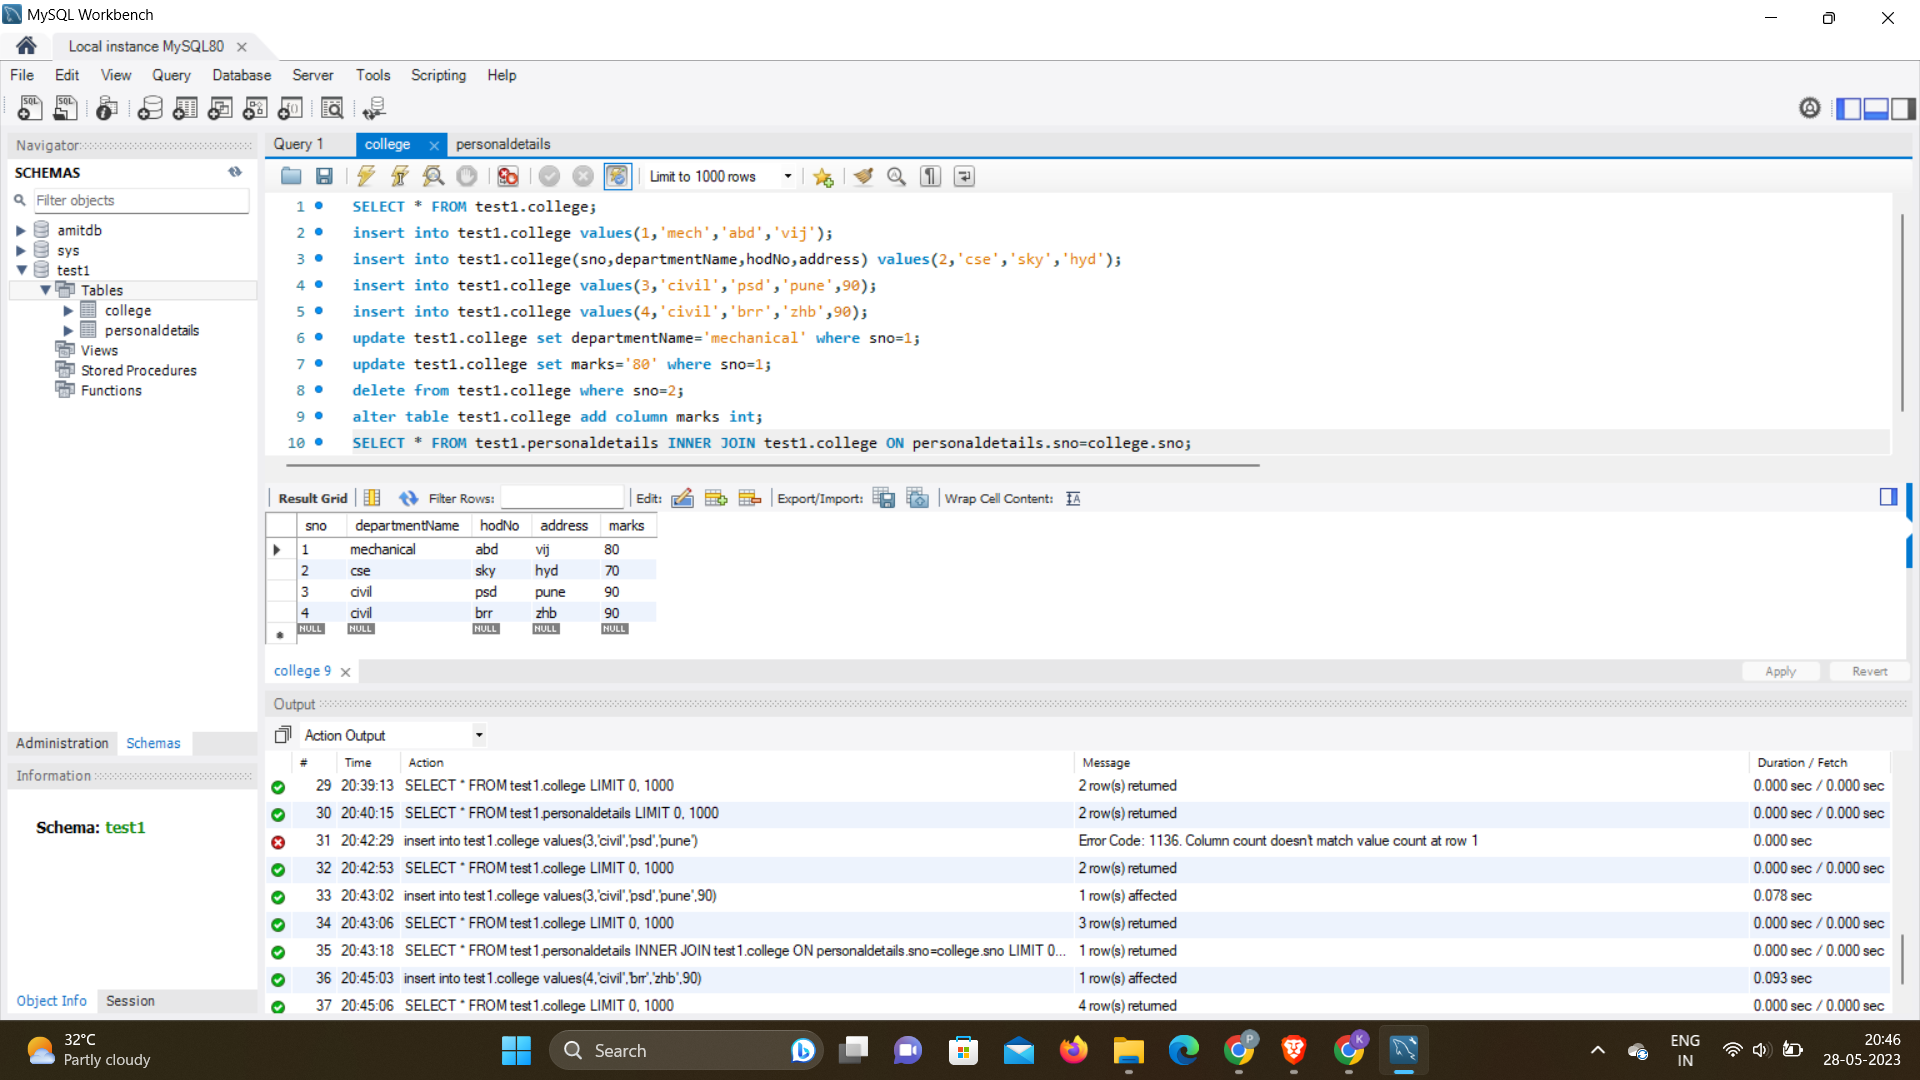 MySQL Workbench
Local instance MySQL80
File Edit View Query Database Server Tools Scripting Help
Navigator
SCHEMAS
Filter objects
amitdb
sys
test1
Tables
college
personaldetails
Views
Stored Procedures
Functions
Administration Schemas
Information
Schema: test1
Object Info Session
Query 1 college personaldetails
Limit to 1000 rows
1 SELECT * FROM test1.college;
2 insert into test1.college values(1,'mech','abd','vij');
3 insert into test1.college(sno,departmentName,hodNo,address) values(2,'cse','sky','hyd');
4 insert into test1.college values(3,'civil','psd','pune',90);
5 insert into test1.college values(4,'civil','brr','zhb',90);
6 update test1.college set departmentName='mechanical' where sno=1;
7 update test1.college set marks='80' where sno=1;
8 delete from test1.college where sno=2;
9 alter table test1.college add column marks int;
10 SELECT * FROM test1.personaldetails INNER JOIN test1.college ON personaldetails.sno=college.sno;
Result Grid Filter Rows: Edit: Export/Import: Wrap Cell Content:
sno departmentName hodNo address marks
1 mechanical abd vij 80
2 cse sky hyd 70
3 civil psd pune 90
4 civil brr zhb 90
NULL NULL NULL NULL NULL
college 9 Apply Revert
Output
Action Output
# Time Action Message Duration / Fetch
29 20:39:13 SELECT * FROM test1.college LIMIT 0, 1000 2 row(s) returned 0.000 sec / 0.000 sec
30 20:40:15 SELECT * FROM test1.personaldetails LIMIT 0, 1000 2 row(s) returned 0.000 sec / 0.000 sec
31 20:42:29 insert into test1.college values(3,'civil','psd','pune') Error Code: 1136. Column count doesn't match value count at row 1 0.000 sec
32 20:42:53 SELECT * FROM test1.college LIMIT 0, 1000 2 row(s) returned 0.000 sec / 0.000 sec
33 20:43:02 insert into test1.college values(3,'civil','psd','pune',90) 1 row(s) affected 0.078 sec
34 20:43:06 SELECT * FROM test1.college LIMIT 0, 1000 3 row(s) returned 0.000 sec / 0.000 sec
35 20:43:18 SELECT * FROM test1.personaldetails INNER JOIN test1.college ON personaldetails.sno=college.sno LIMIT 0... 1 row(s) returned 0.000 sec / 0.000 sec
36 20:45:03 insert into test1.college values(4,'civil','brr','zhb',90) 1 row(s) affected 0.093 sec
37 20:45:06 SELECT * FROM test1.college LIMIT 0, 1000 4 row(s) returned 0.000 sec / 0.000 sec
32°C
Partly cloudy
Search
P
K
ENG
IN
20:46
28-05-2023